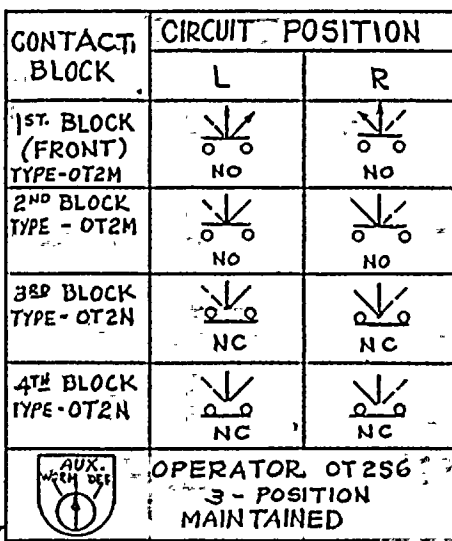 CONTACT
BLOCK
CIRCUIT POSITION
L
R
1ST. BLOCK
(FRONT)
TYPE-OT2M
NO
NO
2ND BLOCK
TYPE - OT2M
NO
NO
3RD BLOCK
TYPE-OT2N
NC
NC
4TH BLOCK
TYPE-OT2N
NC
NC
AUX.
OPERATOR OT2S6
3-POSITION
MAINTAINED